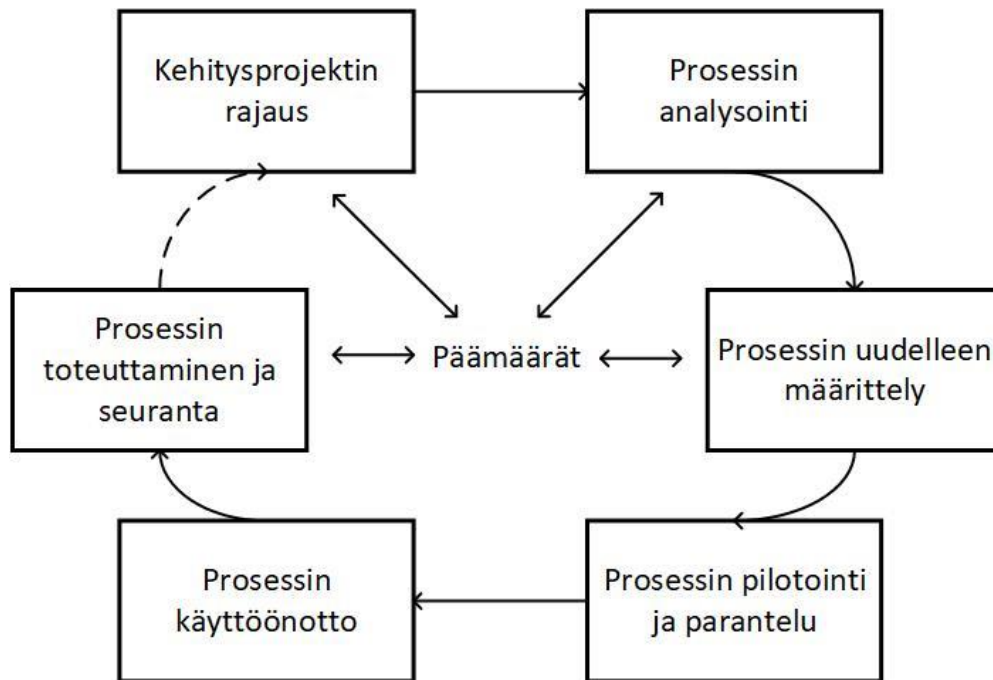 Kehitysprojektin
rajaus
Prosessin
analysointi
Prosessin
toteuttaminen ja
seuranta
Päämäärät
Prosessin uudelleen
määrittely
Prosessin
käyttöönotto
Prosessin pilotointi
ja parantelu